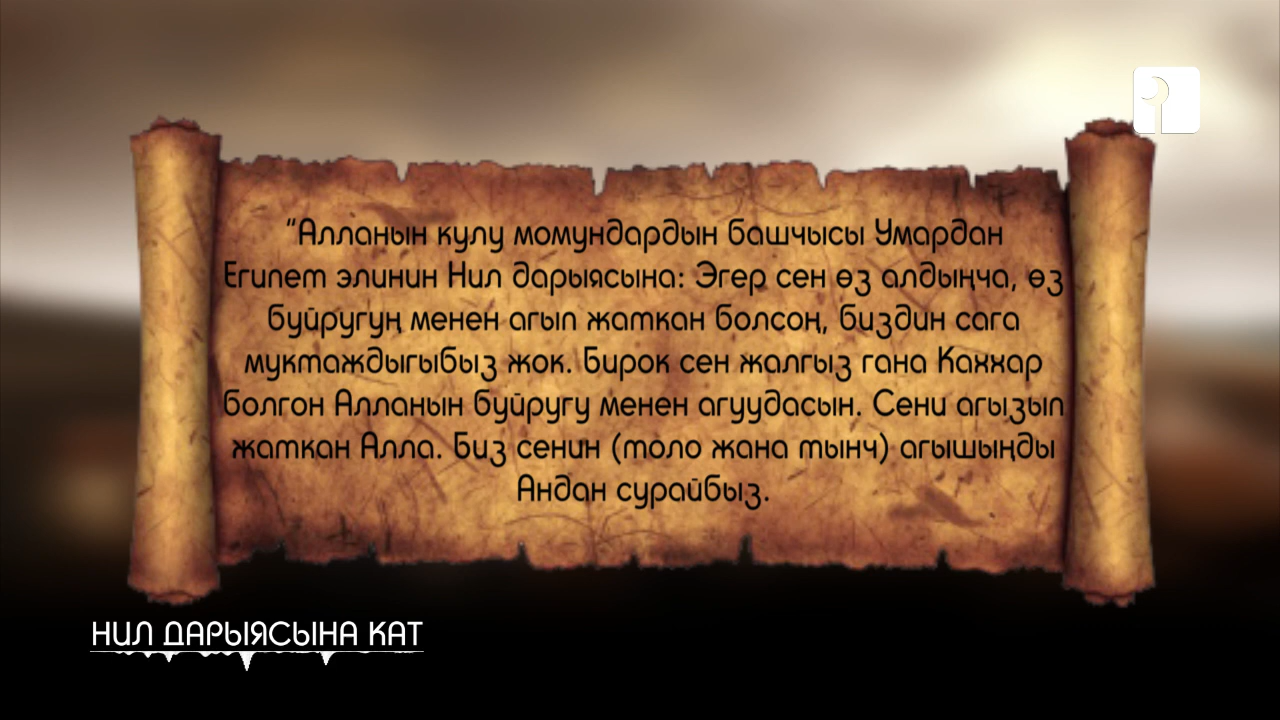 “Алланын кулу момундардын башчысы Умардан
Египет элинин Нил дарыясына: Эгер сен өз алдыңча, өз
буйругуң менен агып жаткан болсоң, биздин сага
муктаждыгыбыз жок. Бирок сен жалгыз гана Каххар
болгон Алланын буйругу менен агуудасын. Сени агызып
жаткан Алла. Биз сенин (толо жана тынч) агышыңды
Андан сурайбыз.
НИЛ ДАРЫЯСЫНА КАТ